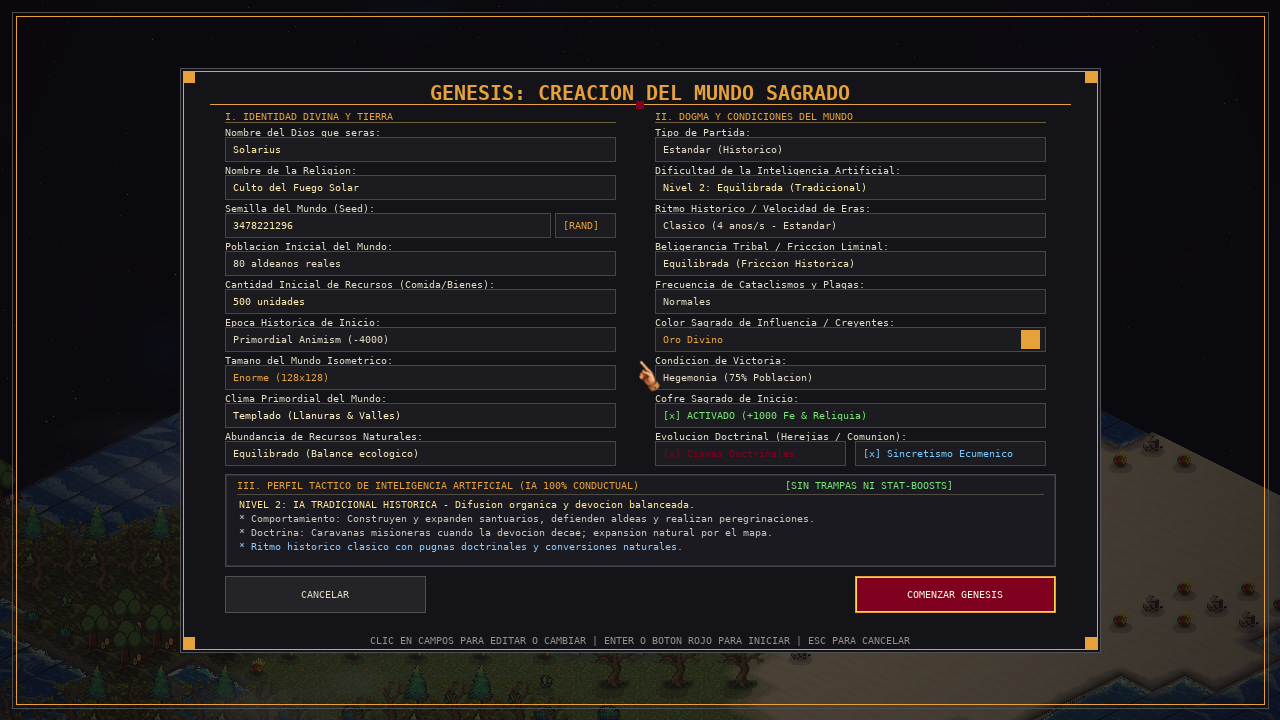 GENESIS: CREACION DEL MUNDO SAGRADO
I. IDENTIDAD DIVINA Y TIERRA
Nombre del Dios que seras:
Solarius
Nombre de la Religion:
Culto del Fuego Solar
Semilla del Mundo (Seed):
3478221296
[RAND]
Poblacion Inicial del Mundo:
80 aldeanos reales
Cantidad Inicial de Recursos (Comida/Bienes):
500 unidades
Epoca Historica de Inicio:
Primordial Animism (-4000)
Tamano del Mundo Isometrico:
Enorme (128x128)
Clima Primordial del Mundo:
Templado (Llanuras & Valles)
Abundancia de Recursos Naturales:
Equilibrado (Balance ecologico)
II. DOGMA Y CONDICIONES DEL MUNDO
Tipo de Partida:
Estandar (Historico)
Dificultad de la Inteligencia Artificial:
Nivel 2: Equilibrada (Tradicional)
Ritmo Historico / Velocidad de Eras:
Clasico (4 anos/s - Estandar)
Beligerancia Tribal / Friccion Liminal:
Equilibrada (Friccion Historica)
Frecuencia de Cataclismos y Plagas:
Normales
Color Sagrado de Influencia / Creyentes:
Oro Divino
Condicion de Victoria:
Hegemonia (75% Poblacion)
Cofre Sagrado de Inicio:
[x] ACTIVADO (+1000 Fe & Reliquia)
Evolucion Doctrinal (Herejias / Comunion):
[x] Cismas Doctrinales
[x] Sincretismo Ecumenico
III. PERFIL TACTICO DE INTELIGENCIA ARTIFICIAL (IA 100% CONDUCTUAL)
[SIN TRAMPAS NI STAT-BOOSTS]
NIVEL 2: IA TRADICIONAL HISTORICA - Difusion organica y devocion balanceada.
* Comportamiento: Construyen y expanden santuarios, defienden aldeas y realizan peregrinaciones.
* Doctrina: Caravanas misioneras cuando la devocion decae; expansion natural por el mapa.
* Ritmo historico clasico con pugnas doctrinales y conversiones naturales.
CANCELAR
COMENZAR GENESIS
CLIC EN CAMPOS PARA EDITAR O CAMBIAR | ENTER O BOTON ROJO PARA INICIAR | ESC PARA CANCELAR